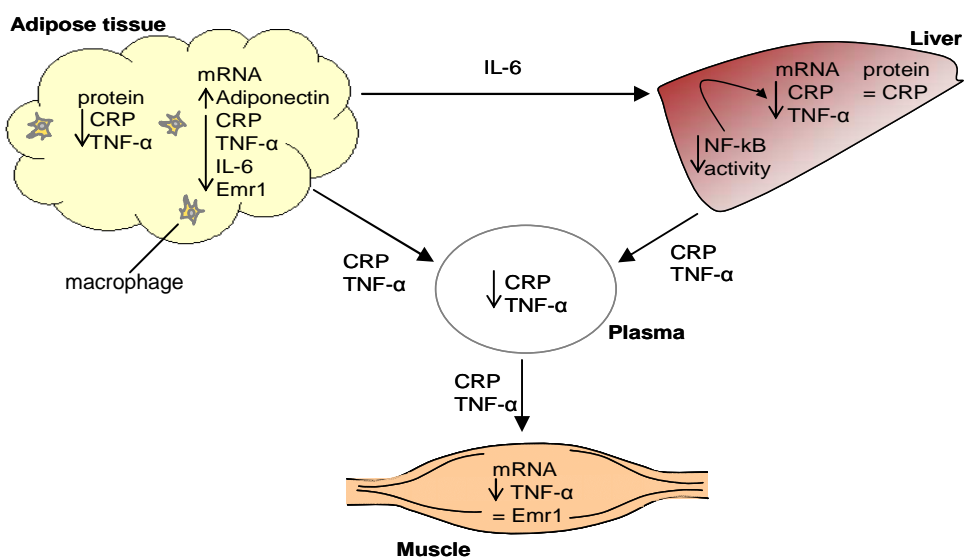 Adipose tissue
protein
CRP
TNF-α
mRNA
Adiponectin
CRP
TNF-α
IL-6
Emr1
macrophage
IL-6
Liver
mRNA
CRP
TNF-α
protein
= CRP
NF-kB
activity
CRP
TNF-α
CRP
TNF-α
CRP
TNF-α
Plasma
CRP
TNF-α
mRNA
TNF-α
= Emr1
Muscle